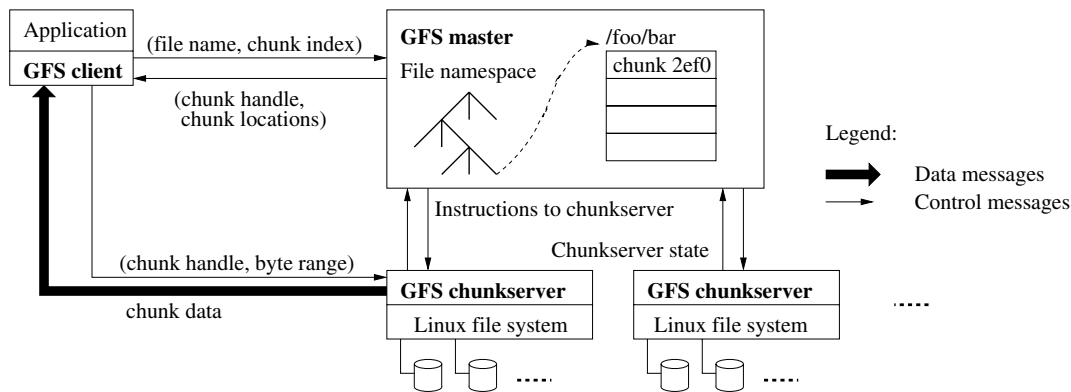 Application
GFS client
(file name, chunk index)
(chunk handle,
chunk locations)
GFS master
File namespace
/foo/bar
chunk 2ef0
Legend:
Data messages
Control messages
Instructions to chunkserver
Chunkserver state
(chunk handle, byte range)
chunk data
GFS chunkserver
Linux file system
GFS chunkserver
Linux file system